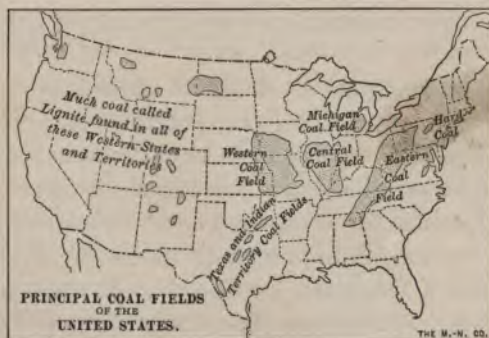 Much coal called
Lignite found in all of
these Western States
and Territories
Michigan
Coal Field
Hard
Coal
Western
Coal
Field
Central
Coal Field
Eastern
Coal
Field
Texas and Indian
Territory Coal Fields
PRINCIPAL COAL FIELDS
OF THE
UNITED STATES.
THE M.-N. CO.